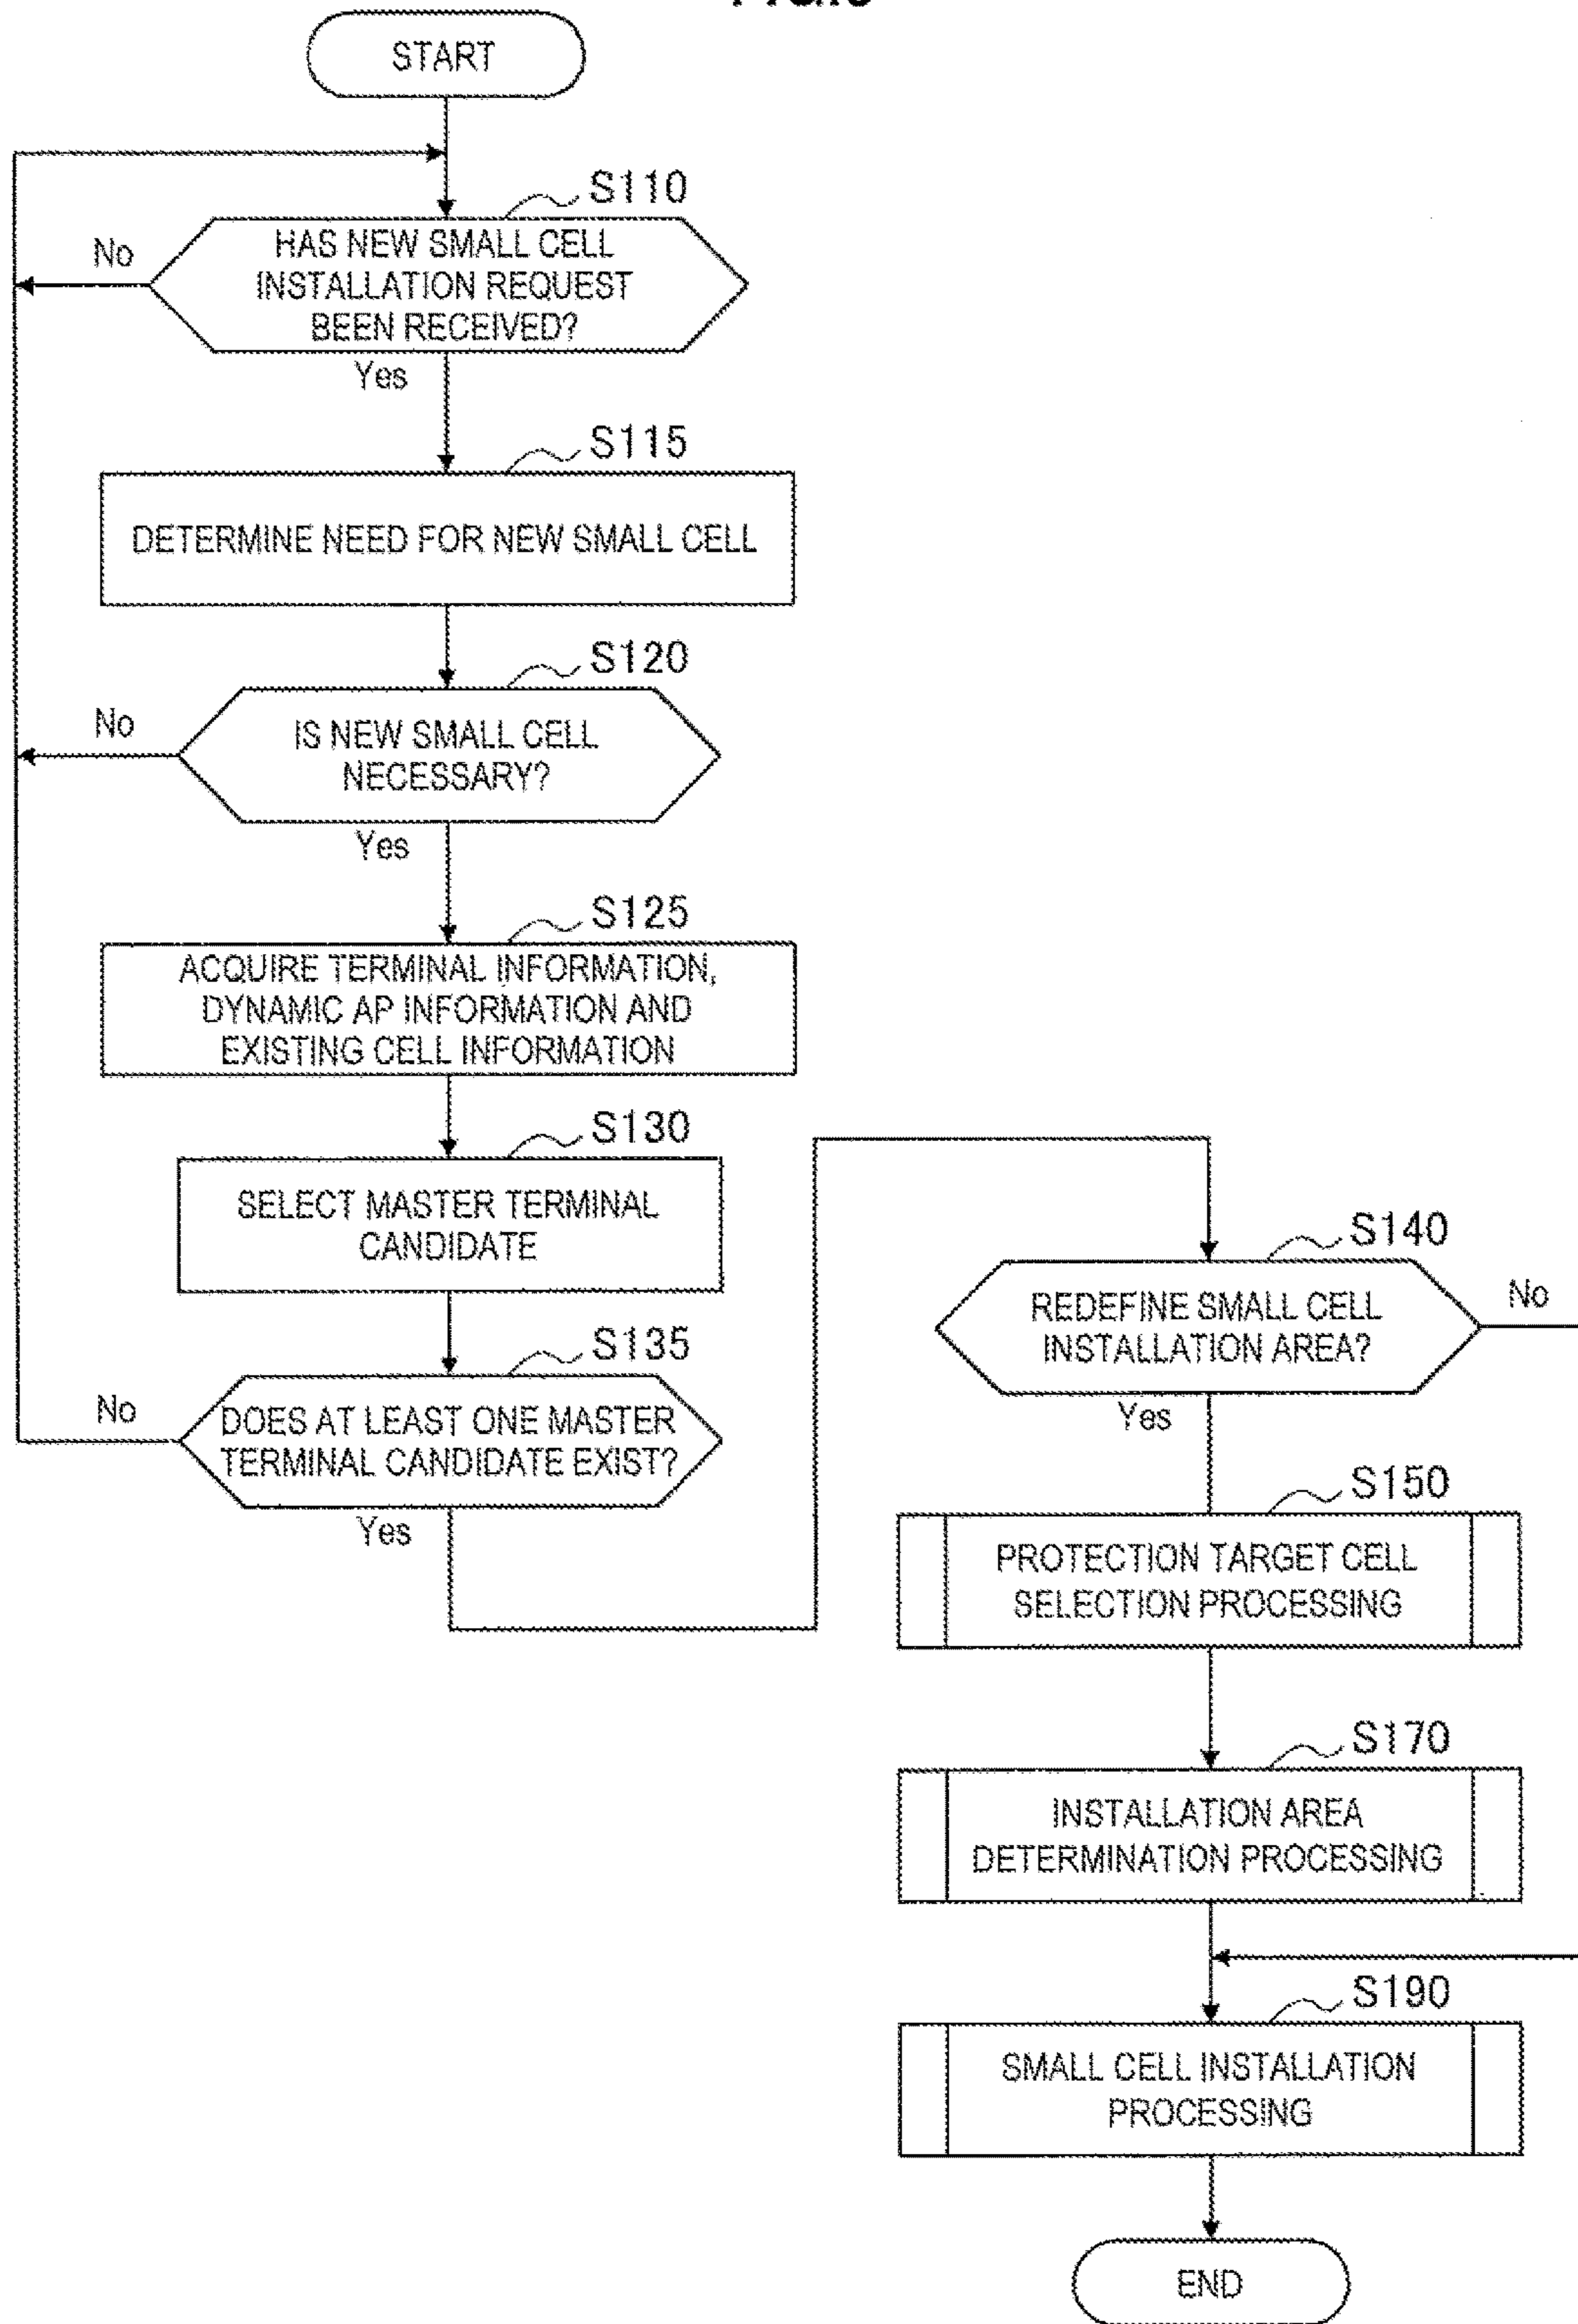 START
S110
No
HAS NEW SMALL CELL
INSTALLATION REQUEST
BEEN RECEIVED?
Yes
S115
DETERMINE NEED FOR NEW SMALL CELL
S120
No
IS NEW SMALL CELL
NECESSARY?
Yes
S125
ACQUIRE TERMINAL INFORMATION,
DYNAMIC AP INFORMATION AND
EXISTING CELL INFORMATION
S130
SELECT MASTER TERMINAL
CANDIDATE
S135
No
DOES AT LEAST ONE MASTER
TERMINAL CANDIDATE EXIST?
Yes
S140
REDEFINE SMALL CELL
INSTALLATION AREA?
No
Yes
S150
PROTECTION TARGET CELL
SELECTION PROCESSING
S170
INSTALLATION AREA
DETERMINATION PROCESSING
S190
SMALL CELL INSTALLATION
PROCESSING
END